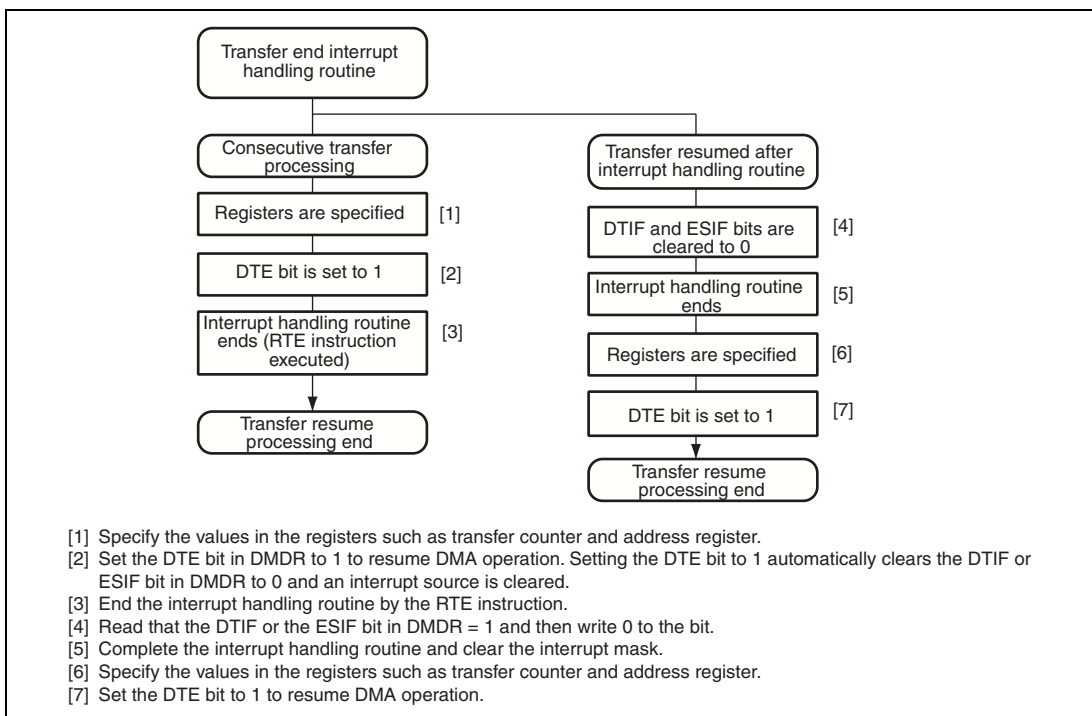 Transfer end interrupt
handling routine
Consecutive transfer
processing
Registers are specified
[1]
DTE bit is set to 1
[2]
Interrupt handling routine
ends (RTE instruction
executed)
[3]
Transfer resume
processing end
Transfer resumed after
interrupt handling routine
DTIF and ESIF bits are
cleared to 0
[4]
Interrupt handling routine
ends
[5]
Registers are specified
[6]
DTE bit is set to 1
[7]
Transfer resume
processing end
[1] Specify the values in the registers such as transfer counter and address register.
[2] Set the DTE bit in DMDR to 1 to resume DMA operation. Setting the DTE bit to 1 automatically clears the DTIF or
ESIF bit in DMDR to 0 and an interrupt source is cleared.
[3] End the interrupt handling routine by the RTE instruction.
[4] Read that the DTIF or the ESIF bit in DMDR = 1 and then write 0 to the bit.
[5] Complete the interrupt handling routine and clear the interrupt mask.
[6] Specify the values in the registers such as transfer counter and address register.
[7] Set the DTE bit to 1 to resume DMA operation.